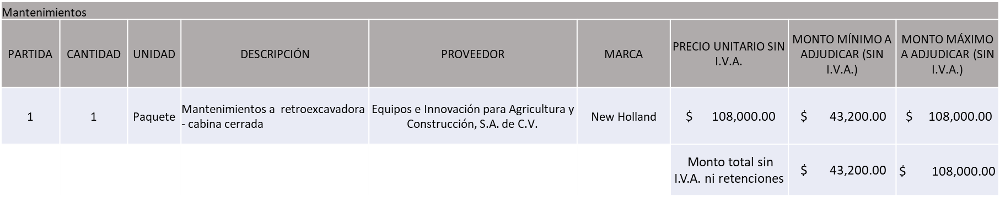 Mantenimientos
PARTIDA
CANTIDAD
UNIDAD
DESCRIPCIÓN
PROVEEDOR
MARCA
PRECIO UNITARIO SIN
I.V.A.
MONTO MÍNIMO A
ADJUDICAR (SIN
I.V.A.)
MONTO MÁXIMO
A ADJUDICAR (SIN
I.V.A.)
1
1
Paquete
Mantenimientos a retroexcavadora
- cabina cerrada
Equipos e Innovación para Agricultura y
Construcción, S.A. de C.V.
New Holland
$ 108,000.00
$ 43,200.00
$ 108,000.00
Monto total sin
I.V.A. ni retenciones
$ 43,200.00
$ 108,000.00